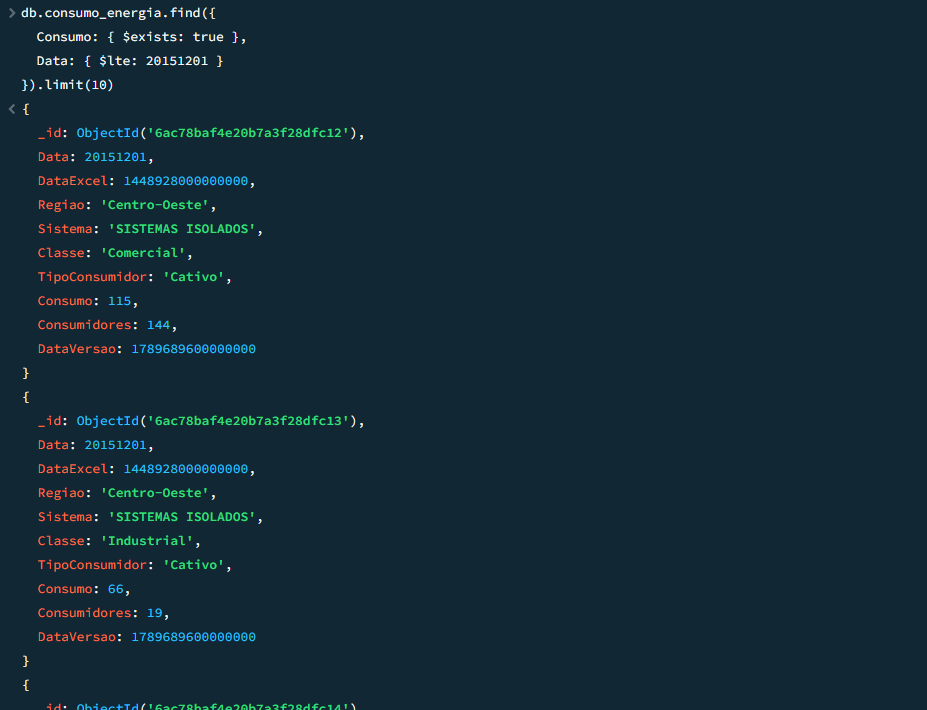 db.consumo_energia.find({
Consumo: { $exists: true },
Data: { $lte: 20151201 }
}).limit(10)
{
_id: ObjectId('6ac78baf4e20b7a3f28dfc12'),
Data: 20151201,
DataExcel: 1448928000000000,
Regiao: 'Centro-Oeste',
Sistema: 'SISTEMAS ISOLADOS',
Classe: 'Comercial',
TipoConsumidor: 'Cativo',
Consumo: 115,
Consumidores: 144,
DataVersao: 1789689600000000
}
{
_id: ObjectId('6ac78baf4e20b7a3f28dfc13'),
Data: 20151201,
DataExcel: 1448928000000000,
Regiao: 'Centro-Oeste',
Sistema: 'SISTEMAS ISOLADOS',
Classe: 'Industrial',
TipoConsumidor: 'Cativo',
Consumo: 66,
Consumidores: 19,
DataVersao: 1789689600000000
}
{
_id: ObjectId('6ac78baf4e20b7a3f28dfc14')